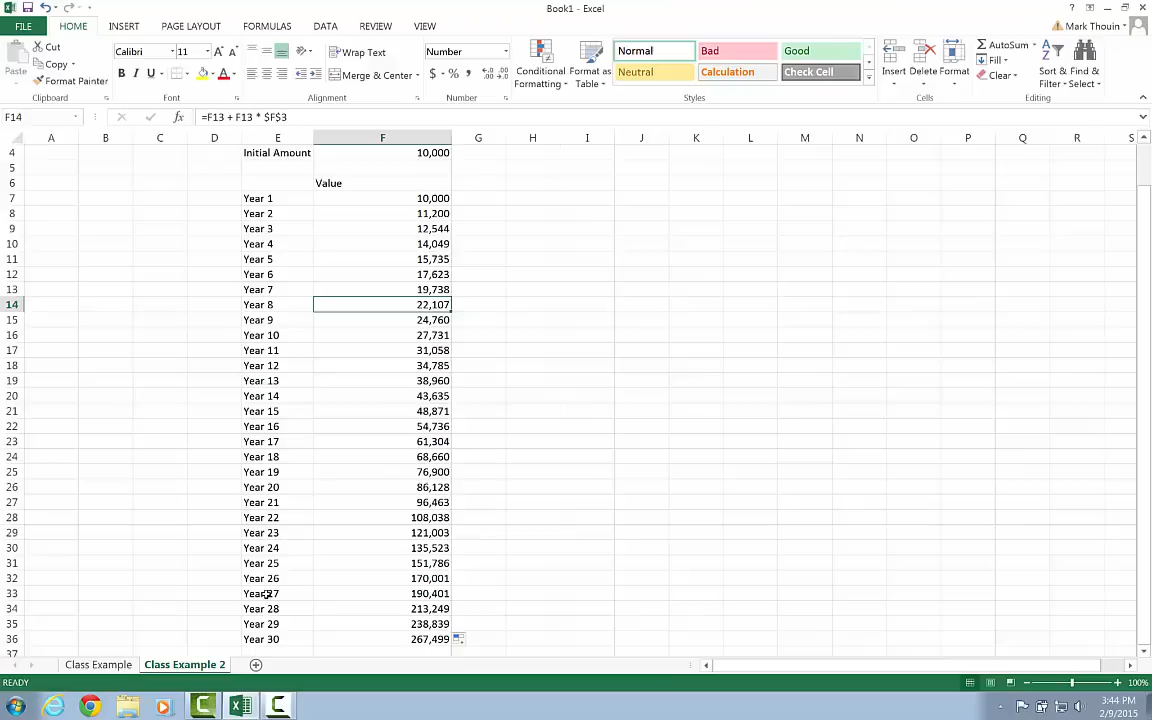 Book1 - Excel
FILE HOME INSERT PAGE LAYOUT FORMULAS DATA REVIEW VIEW Mark Thouin
Cut Calibri 11 Wrap Text Number Normal Bad Good AutoSum
Paste Copy Conditional Format as Insert Delete Format Fill Sort & Find &
Format Painter B I U A Merge & Center $ % Formatting Table Neutral Calculation Check Cell Clear Filter Select
Clipboard Font Alignment Number Styles Cells Editing
F14 fx =F13 + F13 * $F$3
A B C D E F G H I J K L M N O P Q R S
4 Initial Amount 10,000
5
6 Value
7 Year 1 10,000
8 Year 2 11,200
9 Year 3 12,544
10 Year 4 14,049
11 Year 5 15,735
12 Year 6 17,623
13 Year 7 19,738
14 Year 8 22,107
15 Year 9 24,760
16 Year 10 27,731
17 Year 11 31,058
18 Year 12 34,785
19 Year 13 38,960
20 Year 14 43,635
21 Year 15 48,871
22 Year 16 54,736
23 Year 17 61,304
24 Year 18 68,660
25 Year 19 76,900
26 Year 20 86,128
27 Year 21 96,463
28 Year 22 108,038
29 Year 23 121,003
30 Year 24 135,523
31 Year 25 151,786
32 Year 26 170,001
33 Year 27 190,401
34 Year 28 213,249
35 Year 29 238,839
36 Year 30 267,499
37
Class Example Class Example 2
READY 100%
3:44 PM
2/9/2015